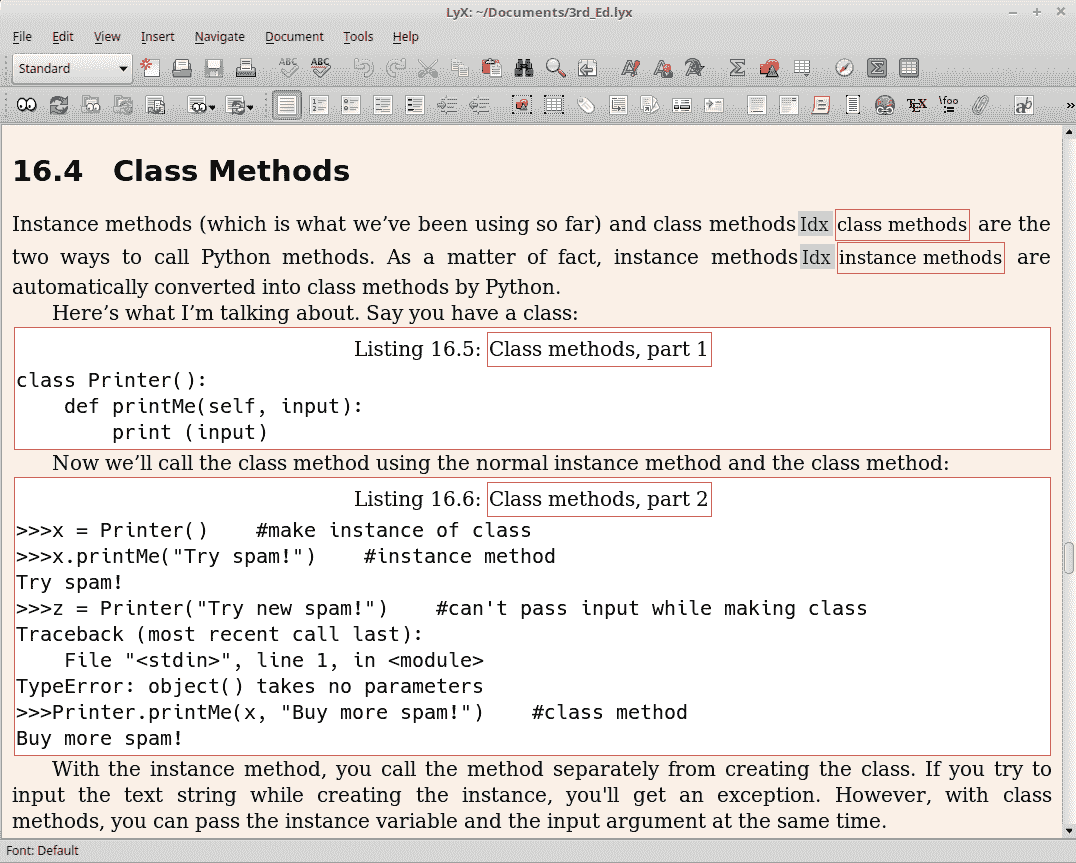 LyX: ~/Documents/3rd_Ed.lyx
File Edit View Insert Navigate Document Tools Help
Standard ABC ABC
TEX \foo ab »
16.4 Class Methods
Instance methods (which is what we’ve been using so far) and class methods Idx class methods are the
two ways to call Python methods. As a matter of fact, instance methods Idx instance methods are
automatically converted into class methods by Python.
Here’s what I’m talking about. Say you have a class:
Listing 16.5: Class methods, part 1
class Printer():
    def printMe(self, input):
        print (input)
Now we’ll call the class method using the normal instance method and the class method:
Listing 16.6: Class methods, part 2
>>>x = Printer()    #make instance of class
>>>x.printMe("Try spam!")    #instance method
Try spam!
>>>z = Printer("Try new spam!")    #can't pass input while making class
Traceback (most recent call last):
    File "<stdin>", line 1, in <module>
TypeError: object() takes no parameters
>>>Printer.printMe(x, "Buy more spam!")    #class method
Buy more spam!
With the instance method, you call the method separately from creating the class. If you try to
input the text string while creating the instance, you'll get an exception. However, with class
methods, you can pass the instance variable and the input argument at the same time.
Font: Default